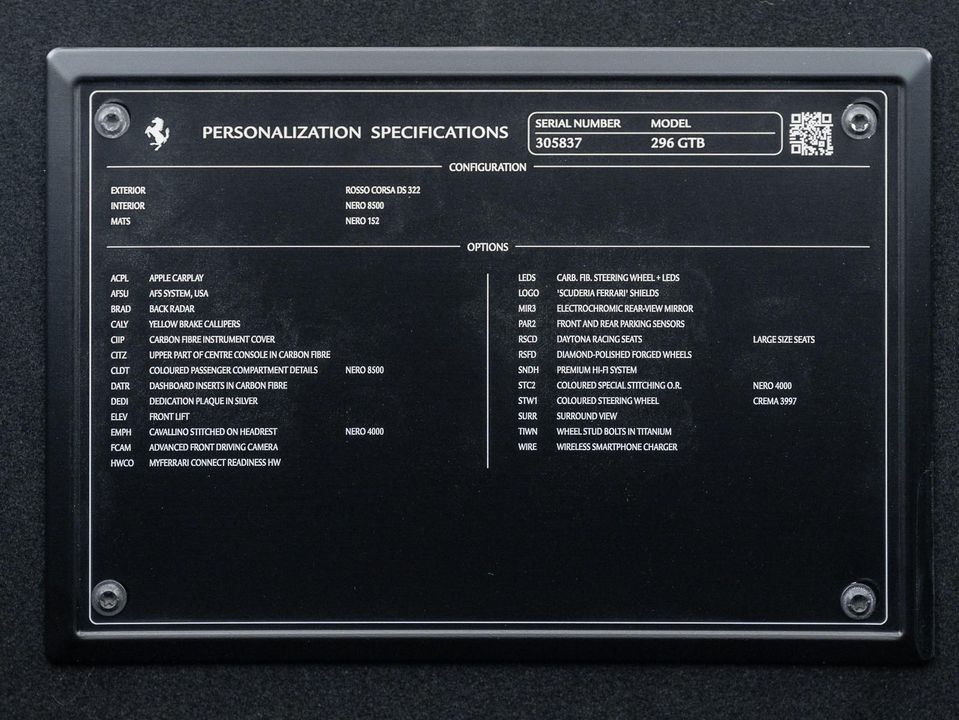 PERSONALIZATION SPECIFICATIONS
SERIAL NUMBER MODEL
305837 296 GTB
CONFIGURATION
EXTERIOR ROSSO CORSA DS 322
INTERIOR NERO 8500
MATS NERO 152
OPTIONS
ACPL APPLE CARPLAY
AFSU AFS SYSTEM, USA
BRAD BACK RADAR
CALY YELLOW BRAKE CALLIPERS
CIIP CARBON FIBRE INSTRUMENT COVER
CITZ UPPER PART OF CENTRE CONSOLE IN CARBON FIBRE
CLDT COLOURED PASSENGER COMPARTMENT DETAILS NERO 8500
DATR DASHBOARD INSERTS IN CARBON FIBRE
DEDI DEDICATION PLAQUE IN SILVER
ELEV FRONT LIFT
EMPH CAVALLINO STITCHED ON HEADREST NERO 4000
FCAM ADVANCED FRONT DRIVING CAMERA
HWCO MYFERRARI CONNECT READINESS HW
LEDS CARB. FIB. STEERING WHEEL + LEDS
LOGO 'SCUDERIA FERRARI' SHIELDS
MIR3 ELECTROCHROMIC REAR-VIEW MIRROR
PAR2 FRONT AND REAR PARKING SENSORS
RSCD DAYTONA RACING SEATS LARGE SIZE SEATS
RSFD DIAMOND-POLISHED FORGED WHEELS
SNDH PREMIUM HI-FI SYSTEM
STC2 COLOURED SPECIAL STITCHING O.R. NERO 4000
STW1 COLOURED STEERING WHEEL CREMA 3997
SURR SURROUND VIEW
TIWN WHEEL STUD BOLTS IN TITANIUM
WIRE WIRELESS SMARTPHONE CHARGER